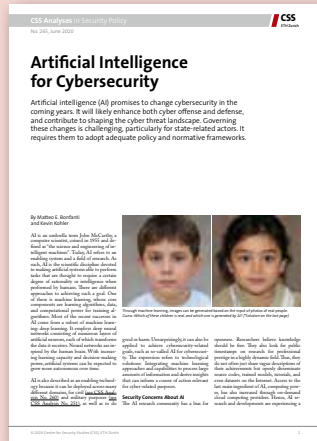 CSS Analyses in Security Policy
CSS
ETH Zurich
No. 265, June 2020
Artificial Intelligence
for Cybersecurity
Artificial intelligence (AI) promises to change cybersecurity in the
coming years. It will likely enhance both cyber offense and defense,
and contribute to shaping the cyber threat landscape. Governing
these changes is challenging, particularly for state-related actors. It
requires them to adopt adequate policy and normative frameworks.
By Matteo E. Bonfanti
and Kevin Kohler
AI is an umbrella term John McCarthy, a
computer scientist, coined in 1955 and de-
fined as "the science and engineering of in-
telligent machines". Today, AI refers to an
enabling system and a field of research. As
such, AI is the scientific discipline devoted
to making artificial systems able to perform
tasks that are thought to require a certain
degree of rationality or intelligence when
performed by humans. There are different
approaches to achieving such a goal. One
of them is machine learning, whose core
components are learning algorithms, data,
and computational power for training al-
gorithms. Most of the recent successes in
AI come from a subset of machine learn-
ing: deep learning. It employs deep neural
networks consisting of numerous layers of
artificial neurons, each of which transforms
the data it receives. Neural networks are in-
spired by the human brain. With increas-
ing learning capacity and decision-making
power, artificial systems can be expected to
grow more autonomous over time.
AI is also described as an enabling technol-
ogy because it can be deployed across many
different domains, for civil (see CSS Analy-
sis No. 260) and military purposes (see
CSS Analysis No. 251), as well as to do
Through machine learning, images can be generated based on the input of photos of real people.
Game: Which of these children is real, and which one is generated by AI? (Solution on the last page)
good or harm. Unsurprisingly, it can also be
applied to achieve cybersecurity-related
goals, such as so-called AI for cybersecuri-
ty. The expression refers to technological
solutions integrating machine learning
approaches and capabilities to process large
amounts of information and derive insights
that can inform a course of action relevant
for cyber-related purposes.
Security Concerns About AI
The AI research community has a bias for
openness. Researchers believe knowledge
should be free. They also look for public
timestamps on research for professional
prestige in a highly dynamic field. Thus, they
do not often just share vague descriptions of
their achievements but openly disseminate
source codes, trained models, tutorials, and
even datasets on the Internet. Access to the
last main ingredient of AI, computing pow-
er, has also increased through on-demand
cloud computing providers. Hence, AI re-
search and developments are experiencing a
© 2020 Center for Security Studies (CSS), ETH Zurich
1